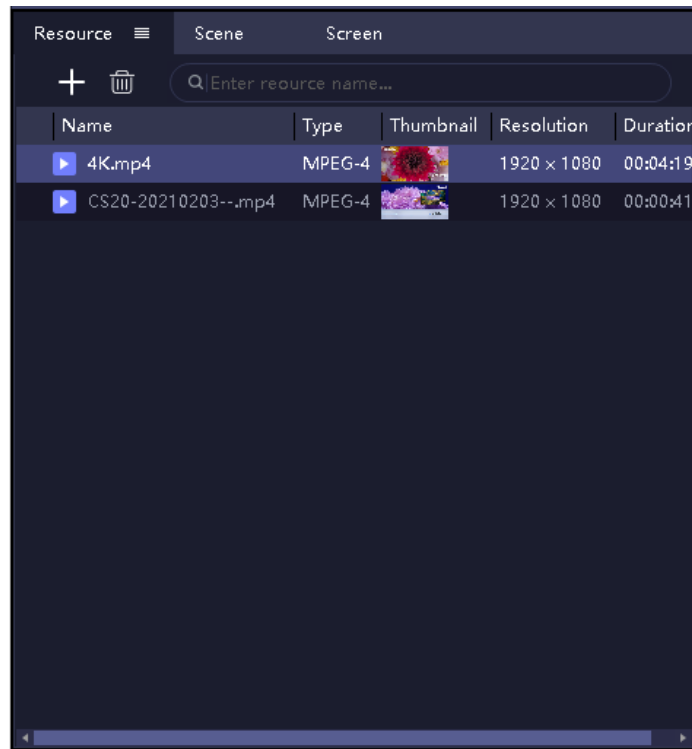 Resource Scene Screen
Enter reource name...
Name Type Thumbnail Resolution Duration
4K.mp4 MPEG-4 1920 × 1080 00:04:19
CS20-20210203--.mp4 MPEG-4 1920 × 1080 00:00:41